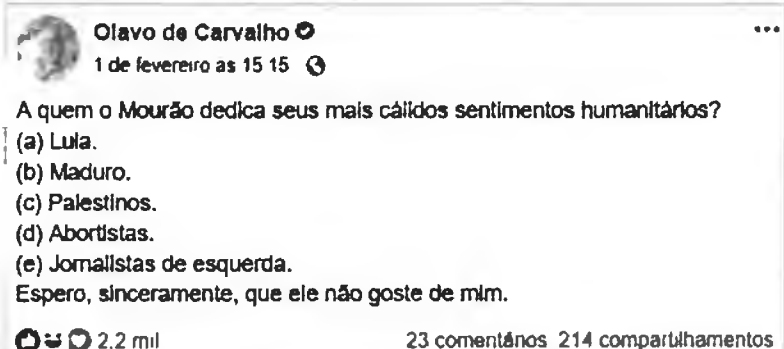 Olavo de Carvalho
1 de fevereiro as 15 15
A quem o Mourão dedica seus mais cálidos sentimentos humanitários?
(a) Lula.
(b) Maduro.
(c) Palestinos.
(d) Abortistas.
(e) Jornalistas de esquerda.
Espero, sinceramente, que ele não goste de mim.
2.2 mil 23 comentários 214 compartilhamentos